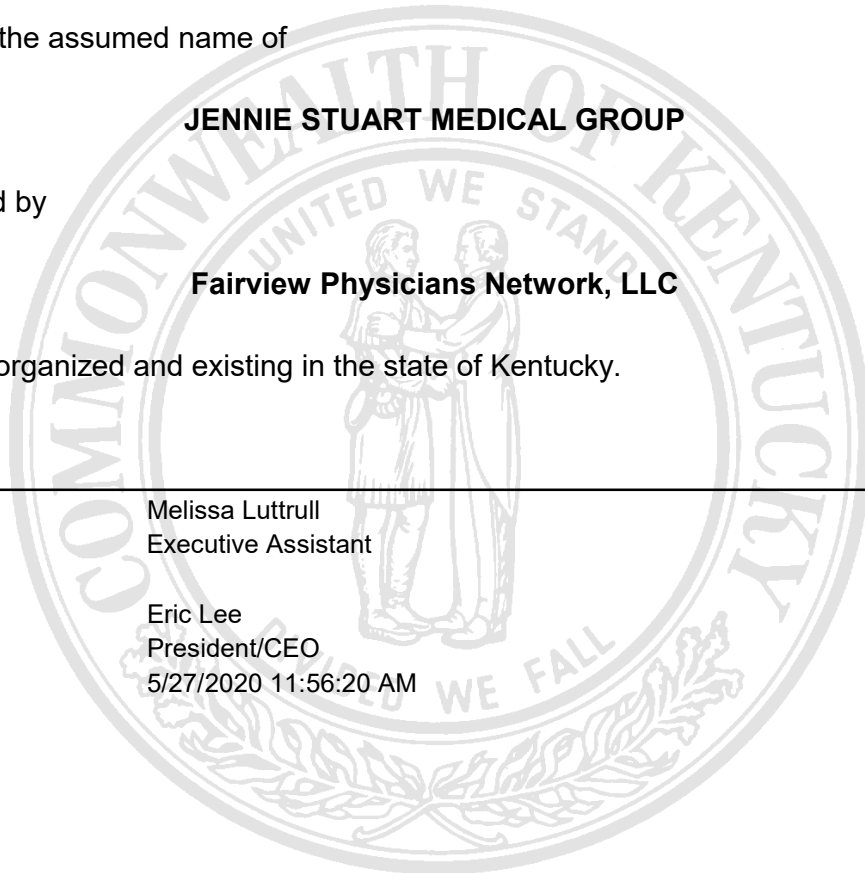 the assumed name of
JENNIE STUART MEDICAL GROUP
d by
Fairview Physicians Network, LLC
organized and existing in the state of Kentucky.
Melissa Luttrull
Executive Assistant
Eric Lee
President/CEO
5/27/2020 11:56:20 AM
COMMONWEALTH OF KENTUCKY
UNITED WE STAND
DIVIDED WE FALL